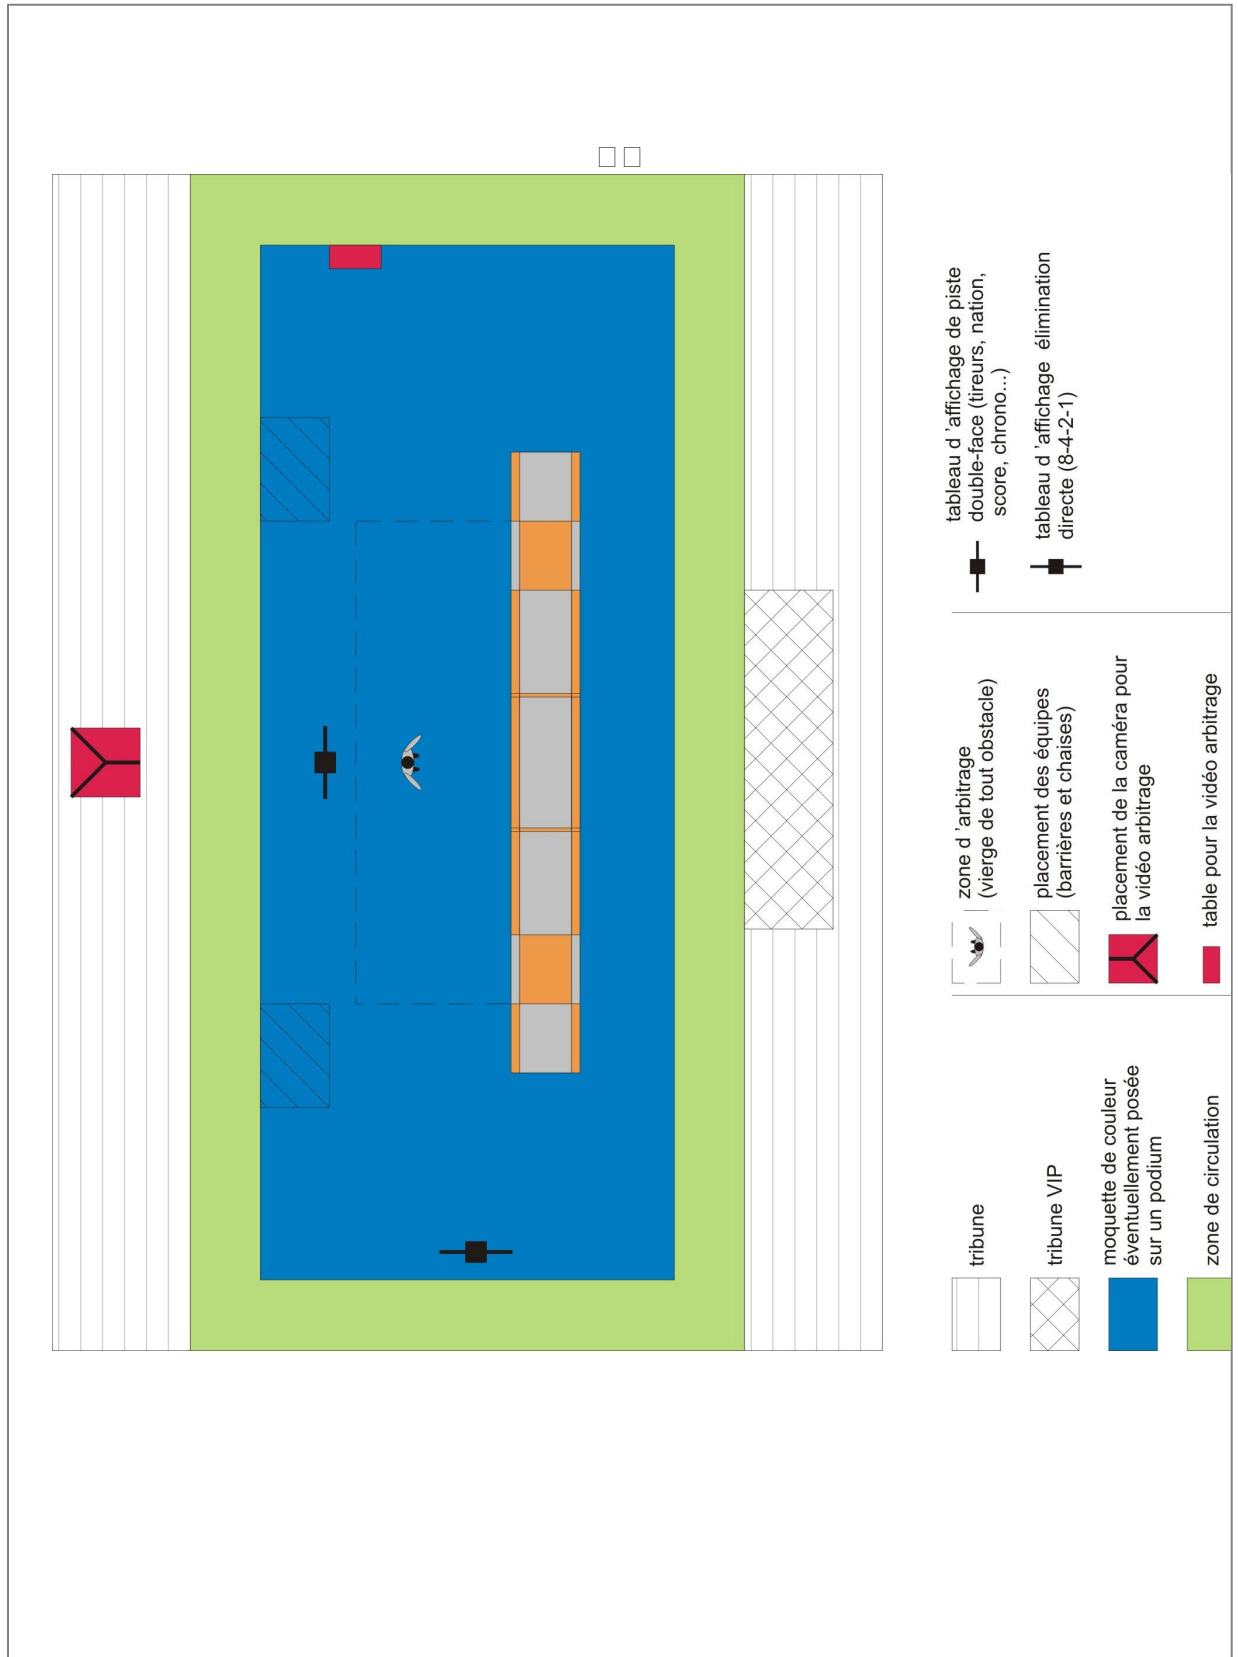 tribune
tribune VIP
moquette de couleur
éventuellement posée
sur un podium
zone de circulation
zone d 'arbitrage
(vierge de tout obstacle)
placement des équipes
(barrières et chaises)
placement de la caméra pour
la vidéo arbitrage
table pour la vidéo arbitrage
tableau d 'affichage de piste
double-face (tireurs, nation,
score, chrono...)
tableau d 'affichage élimination
directe (8-4-2-1)